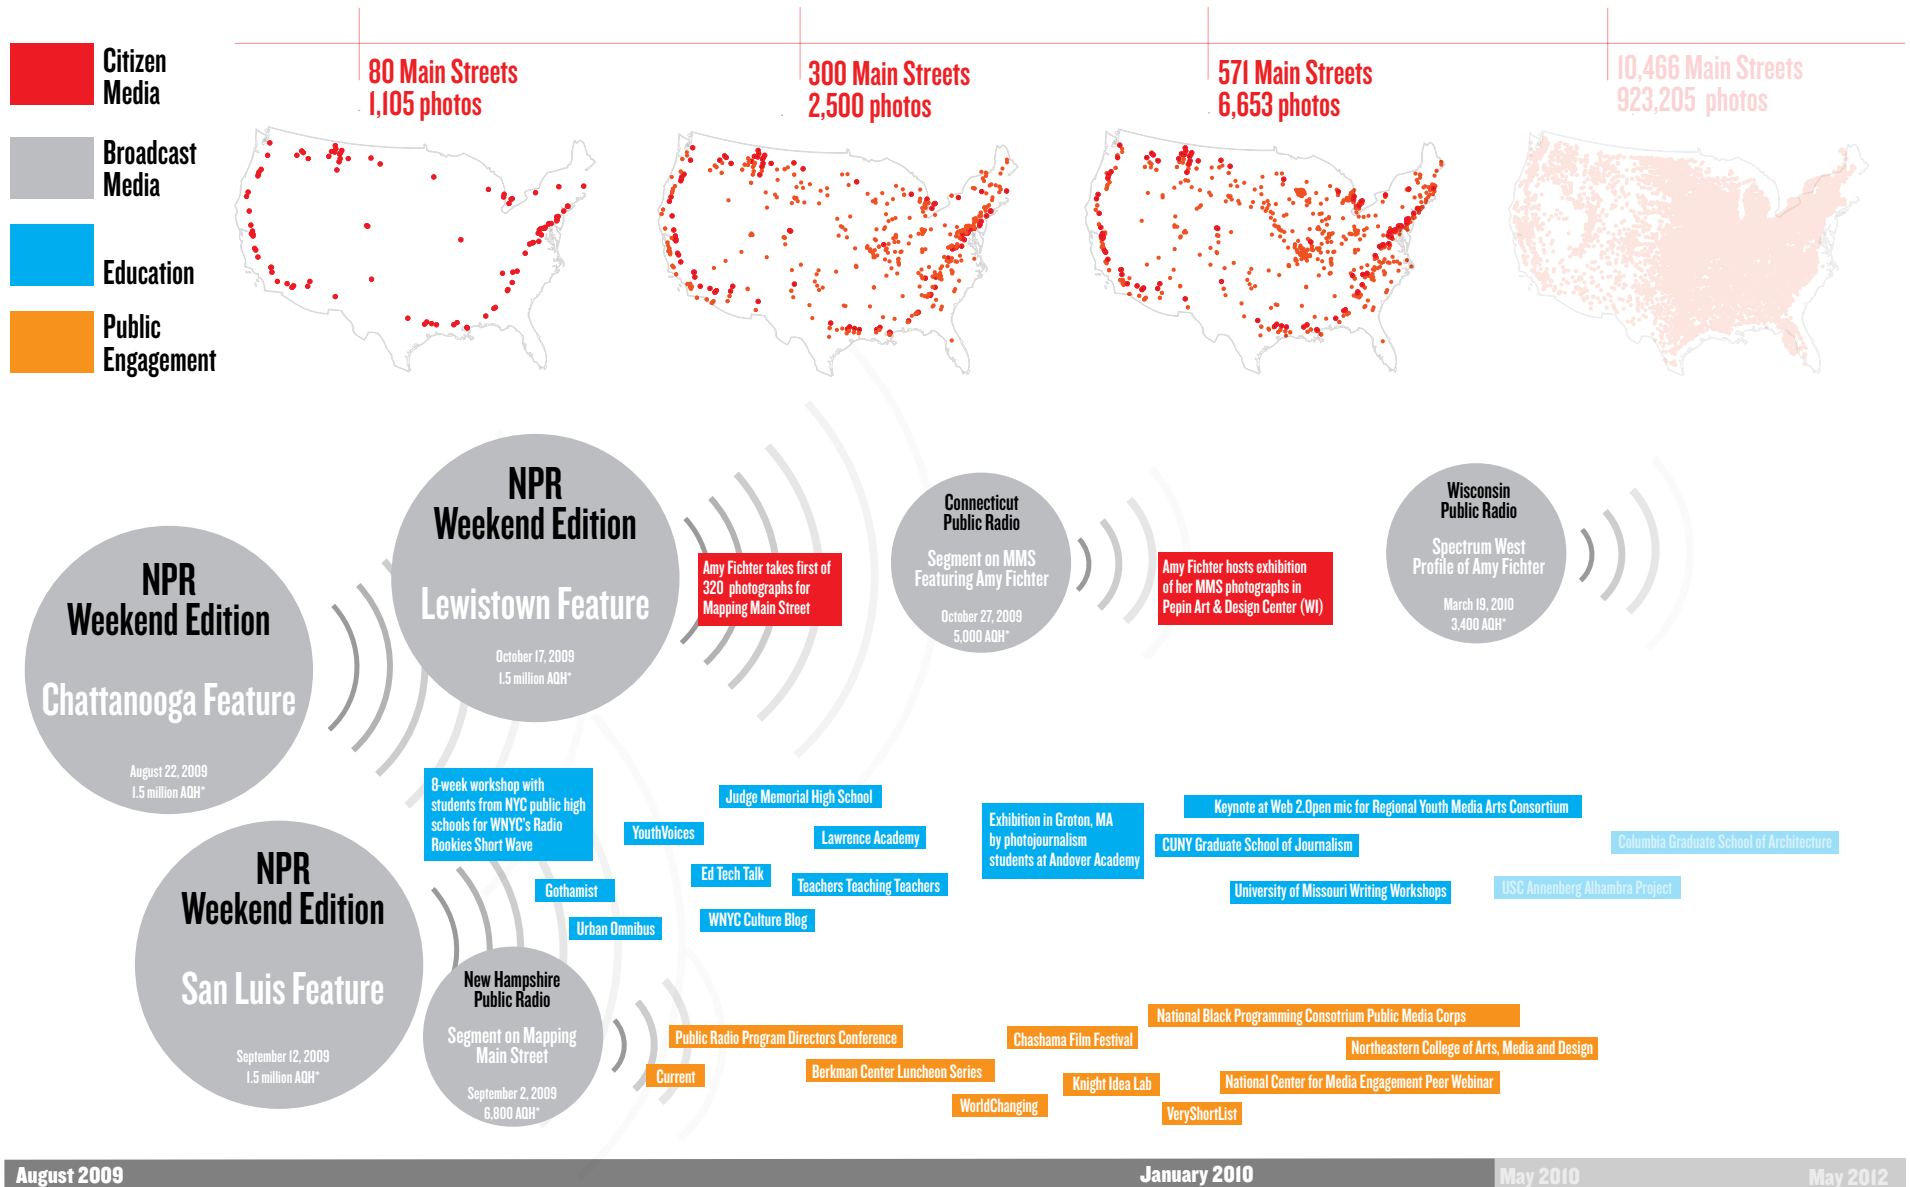 Citizen
Media
Broadcast
Media
Education
Public
Engagement
80 Main Streets
1,105 photos
300 Main Streets
2,500 photos
571 Main Streets
6,653 photos
10,466 Main Streets
923,205 photos
NPR
Weekend Edition
Chattanooga Feature
August 22, 2009
1.5 million AQH*
NPR
Weekend Edition
Lewistown Feature
October 17, 2009
1.5 million AQH*
Amy Fichter takes first of
320 photographs for
Mapping Main Street
Connecticut
Public Radio
Segment on MMS
Featuring Amy Fichter
October 27, 2009
5,000 AQH*
Amy Fichter hosts exhibition
of her MMS photographs in
Pepin Art & Design Center (WI)
Wisconsin
Public Radio
Spectrum West
Profile of Amy Fichter
March 19, 2010
3,400 AQH*
NPR
Weekend Edition
San Luis Feature
September 12, 2009
1.5 million AQH*
New Hampshire
Public Radio
Segment on Mapping
Main Street
September 2, 2009
6,800 AQH*
8-week workshop with
students from NYC public high
schools for WNYC's Radio
Rookies Short Wave
Gothamist
Urban Omnibus
YouthVoices
Judge Memorial High School
Lawrence Academy
Ed Tech Talk
Teachers Teaching Teachers
WNYC Culture Blog
Exhibition in Groton, MA
by photojournalism
students at Andover Academy
Keynote at Web 2.Open mic for Regional Youth Media Arts Consortium
CUNY Graduate School of Journalism
University of Missouri Writing Workshops
Columbia Graduate School of Architecture
USC Annenberg Alhambra Project
Public Radio Program Directors Conference
Current
Berkman Center Luncheon Series
WorldChanging
Chashama Film Festival
Knight Idea Lab
National Black Programming Consotrium Public Media Corps
Northeastern College of Arts, Media and Design
National Center for Media Engagement Peer Webinar
VeryShortList
August 2009
January 2010
May 2010
May 2012